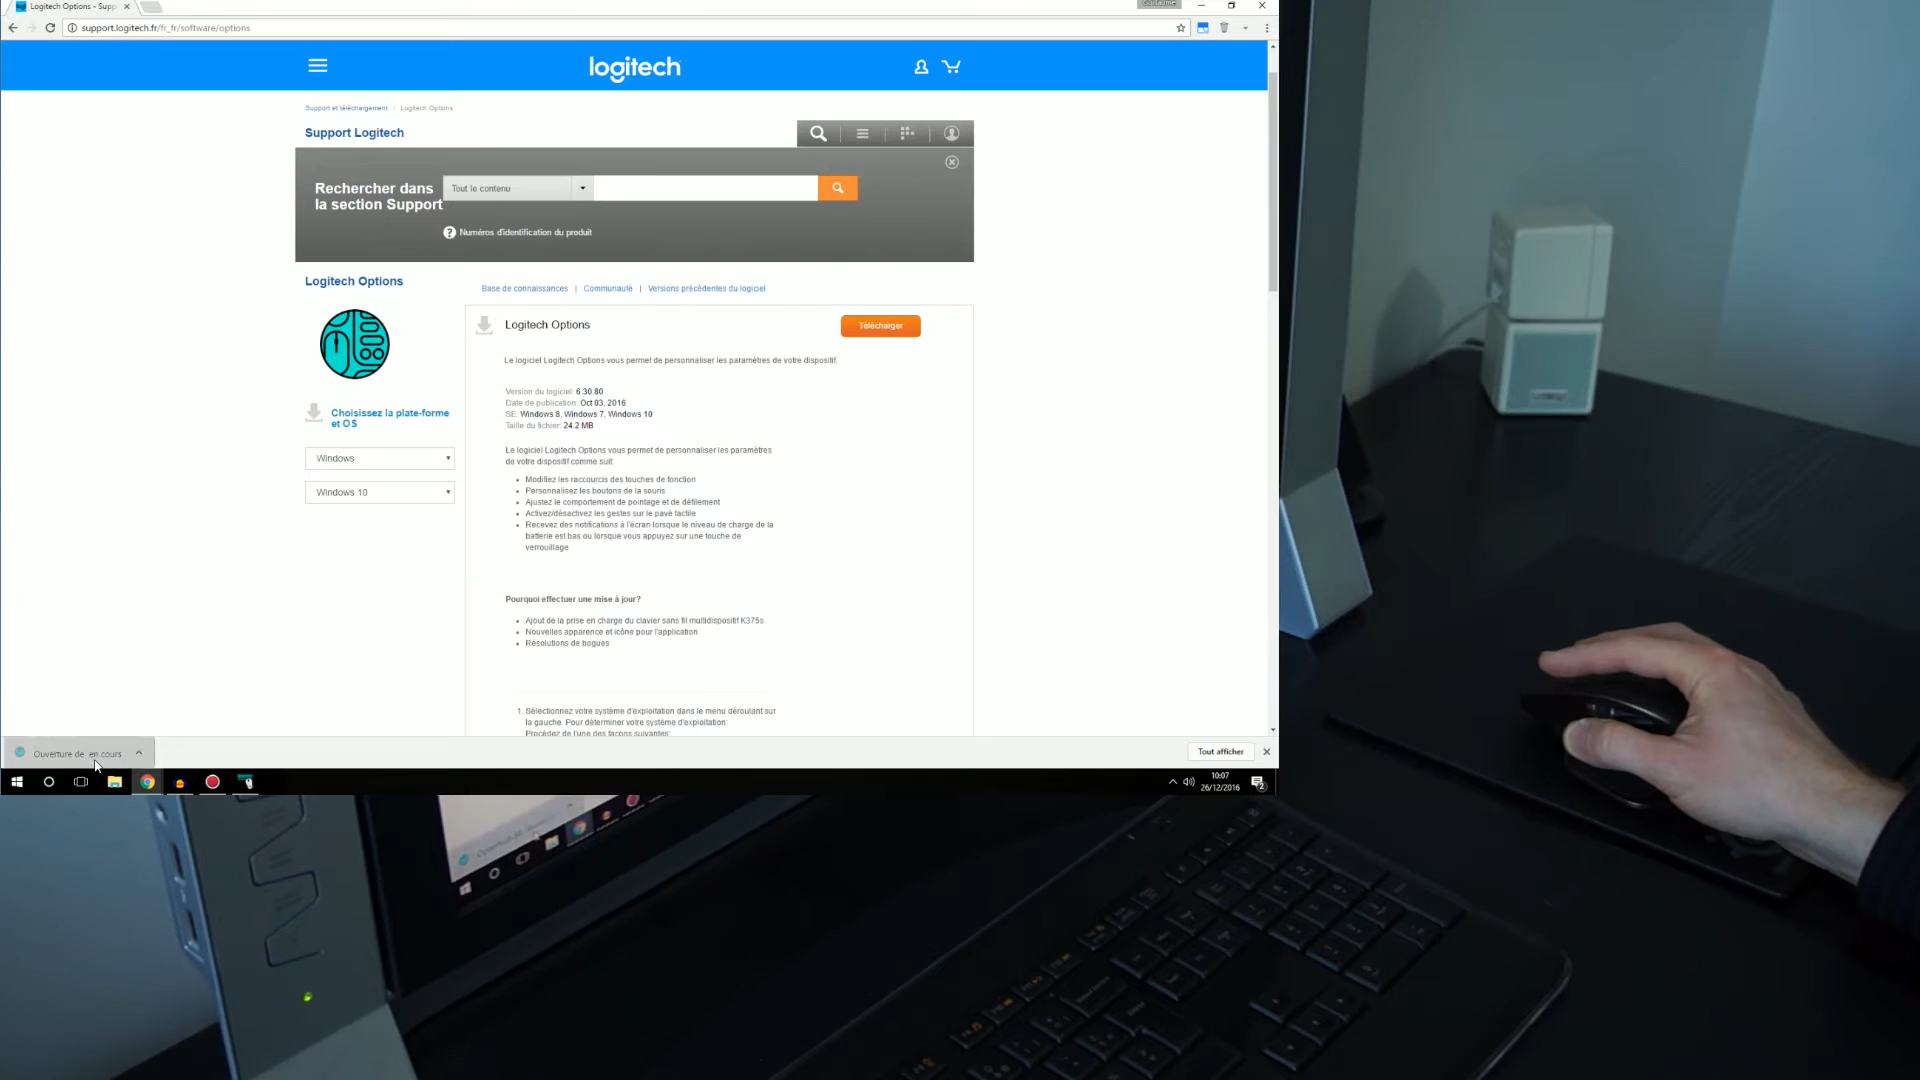 Logitech Options - Supp
Guillaume
support.logitech.fr/fr_fr/software/options
logitech
Support et téléchargement / Logitech Options
Support Logitech
Rechercher dans
la section Support
Tout le contenu
Numéros d'identification du produit
Logitech Options
Base de connaissances | Communauté | Versions précédentes du logiciel
Logitech Options
Télécharger
Le logiciel Logitech Options vous permet de personnaliser les paramètres de votre dispositif.
Version du logiciel: 6.30.80
Date de publication: Oct 03, 2016
SE: Windows 8, Windows 7, Windows 10
Taille du fichier: 24.2 MB
Choisissez la plate-forme
et OS
Windows
Windows 10
Le logiciel Logitech Options vous permet de personnaliser les paramètres
de votre dispositif comme suit:
Modifiez les raccourcis des touches de fonction
Personnalisez les boutons de la souris
Ajustez le comportement de pointage et de défilement
Activez/désactivez les gestes sur le pavé tactile
Recevez des notifications à l'écran lorsque le niveau de charge de la
batterie est bas ou lorsque vous appuyez sur une touche de
verrouillage
Pourquoi effectuer une mise à jour?
Ajout de la prise en charge du clavier sans fil multidispositif K375s
Nouvelles apparence et icône pour l'application
Résolutions de bogues
1. Sélectionnez votre système d'exploitation dans le menu déroulant sur
la gauche. Pour déterminer votre système d'exploitation:
Procédez de l'une des façons suivantes:
Ouverture de en cours
Tout afficher
10:07
26/12/2016
2